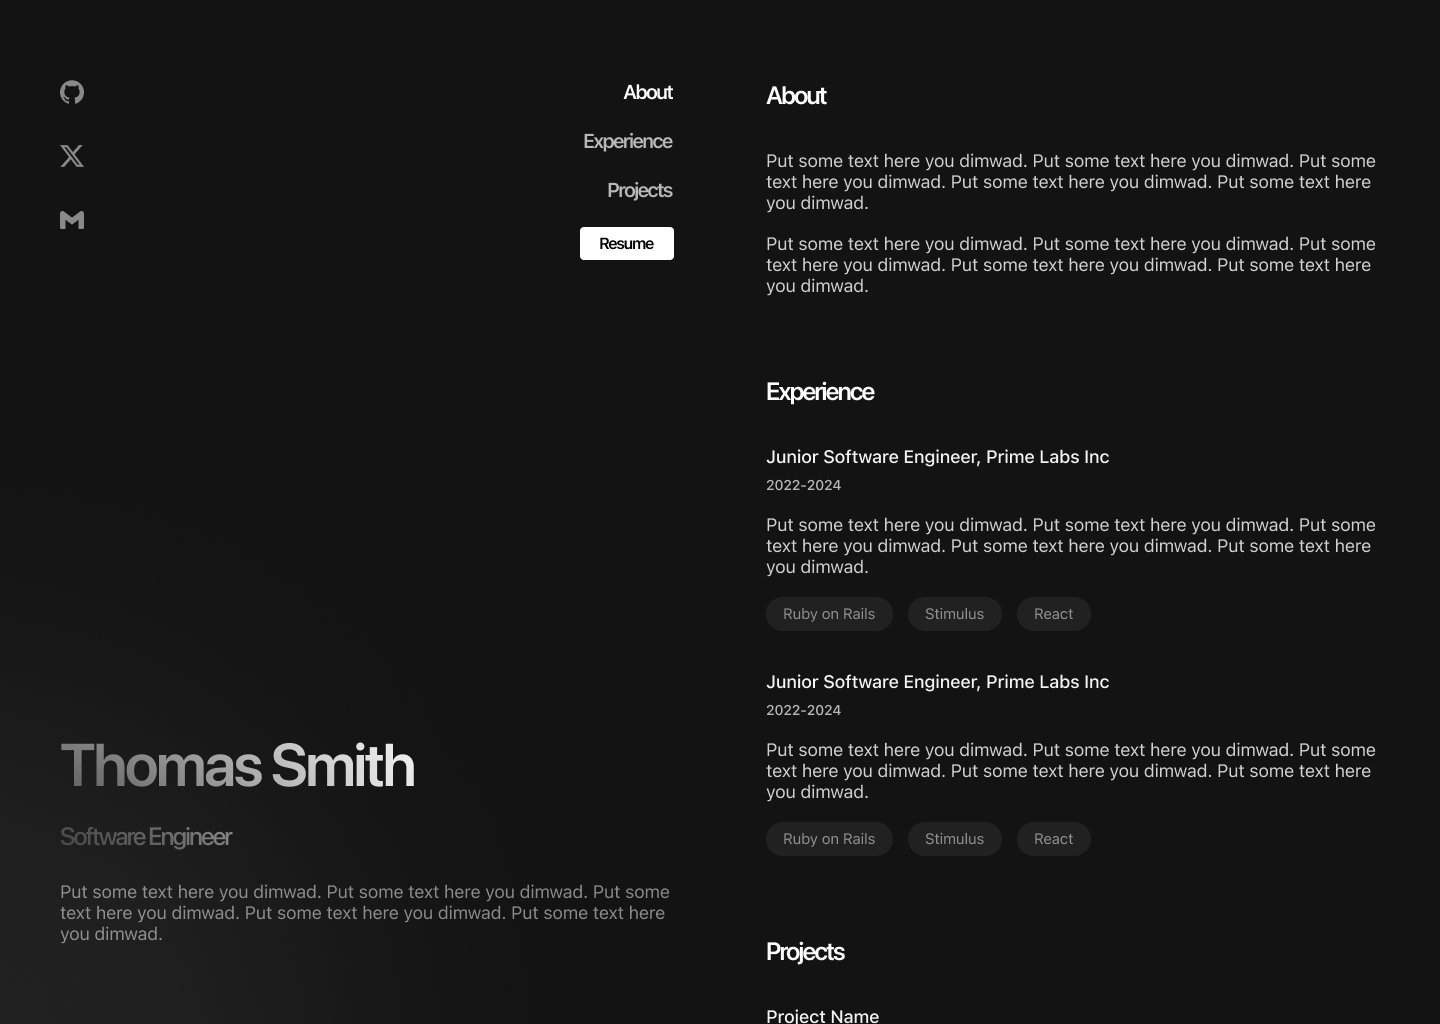 About
Experience
Projects
Resume
Thomas Smith
Software Engineer
Put some text here you dimwad. Put some text here you dimwad. Put some
text here you dimwad. Put some text here you dimwad. Put some text here
you dimwad.
About
Put some text here you dimwad. Put some text here you dimwad. Put some
text here you dimwad. Put some text here you dimwad. Put some text here
you dimwad.
Put some text here you dimwad. Put some text here you dimwad. Put some
text here you dimwad. Put some text here you dimwad. Put some text here
you dimwad.
Experience
Junior Software Engineer, Prime Labs Inc
2022-2024
Put some text here you dimwad. Put some text here you dimwad. Put some
text here you dimwad. Put some text here you dimwad. Put some text here
you dimwad.
Ruby on Rails Stimulus React
Junior Software Engineer, Prime Labs Inc
2022-2024
Put some text here you dimwad. Put some text here you dimwad. Put some
text here you dimwad. Put some text here you dimwad. Put some text here
you dimwad.
Ruby on Rails Stimulus React
Projects
Project Name